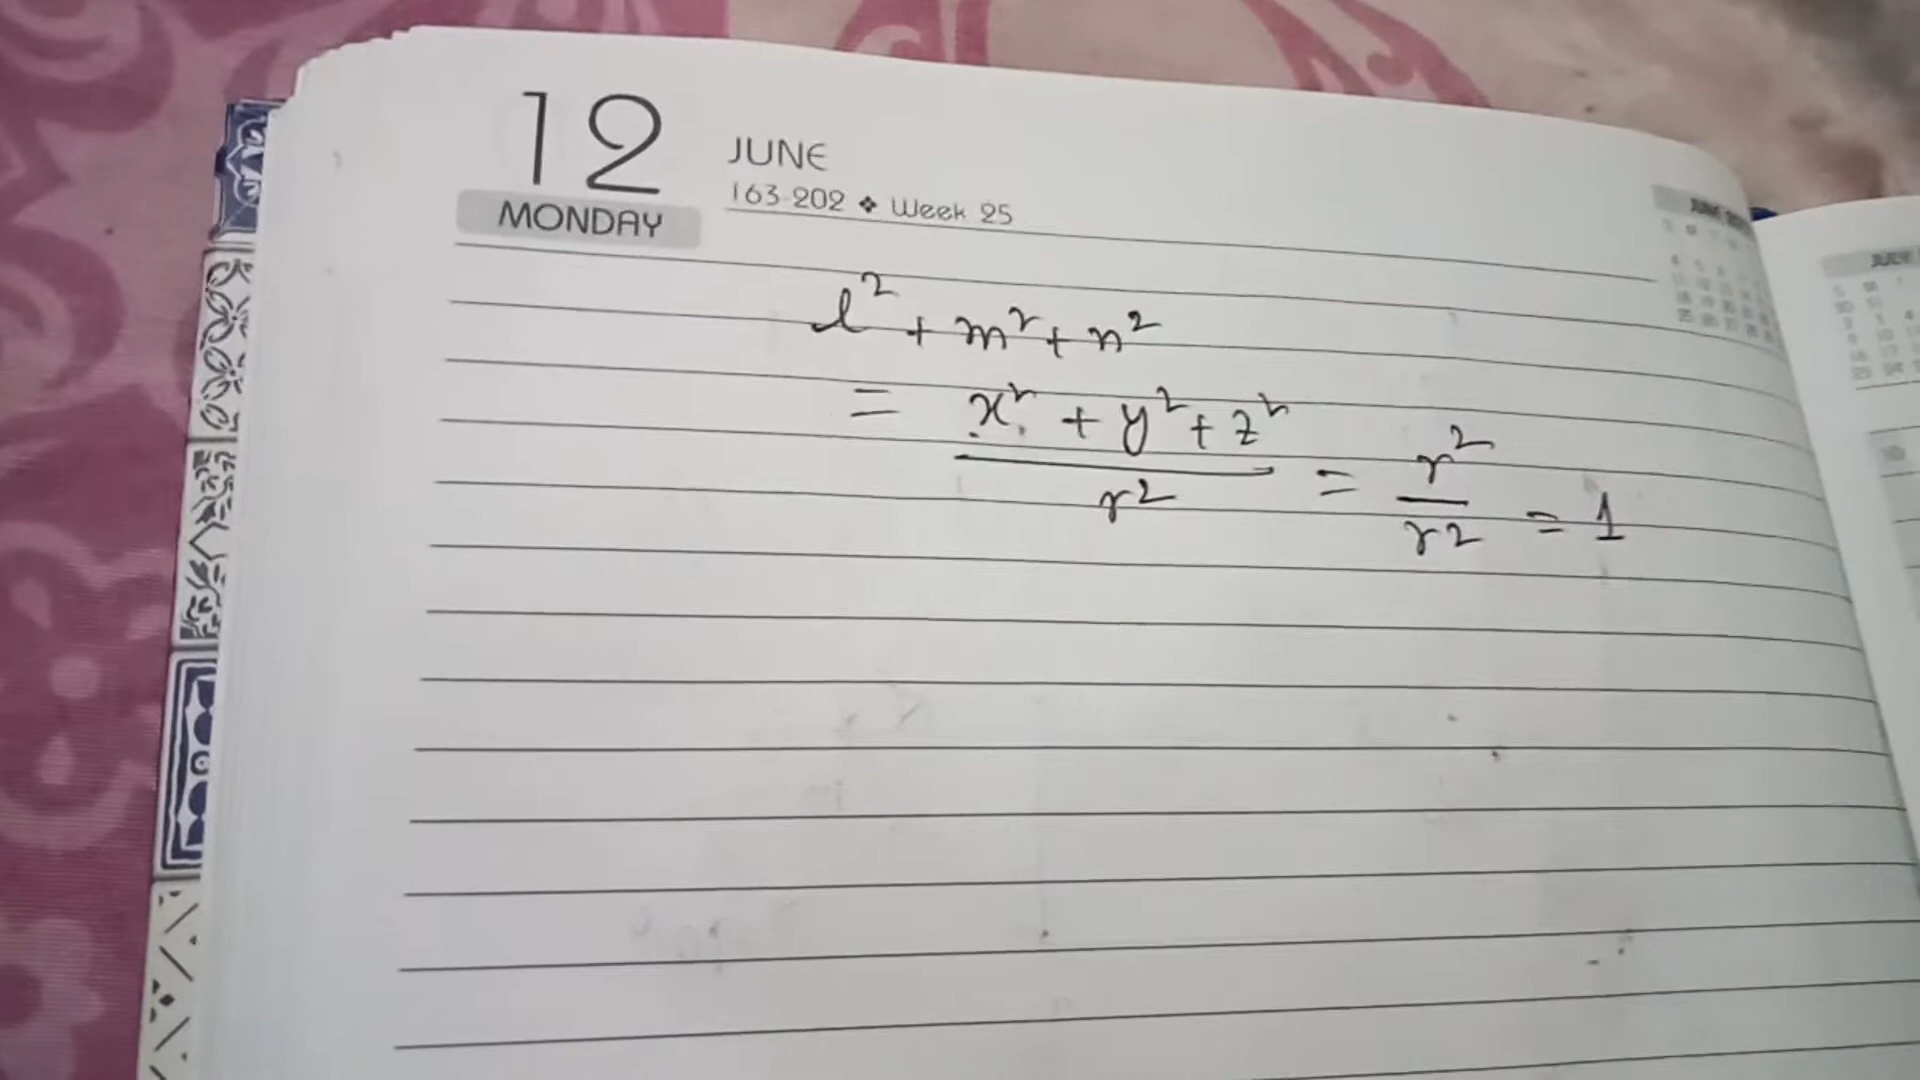 12 JUNE
163-202 ❖ Week 25
MONDAY
l² + m² + n²
= x² + y² + z² / r² = r² / r² = 1